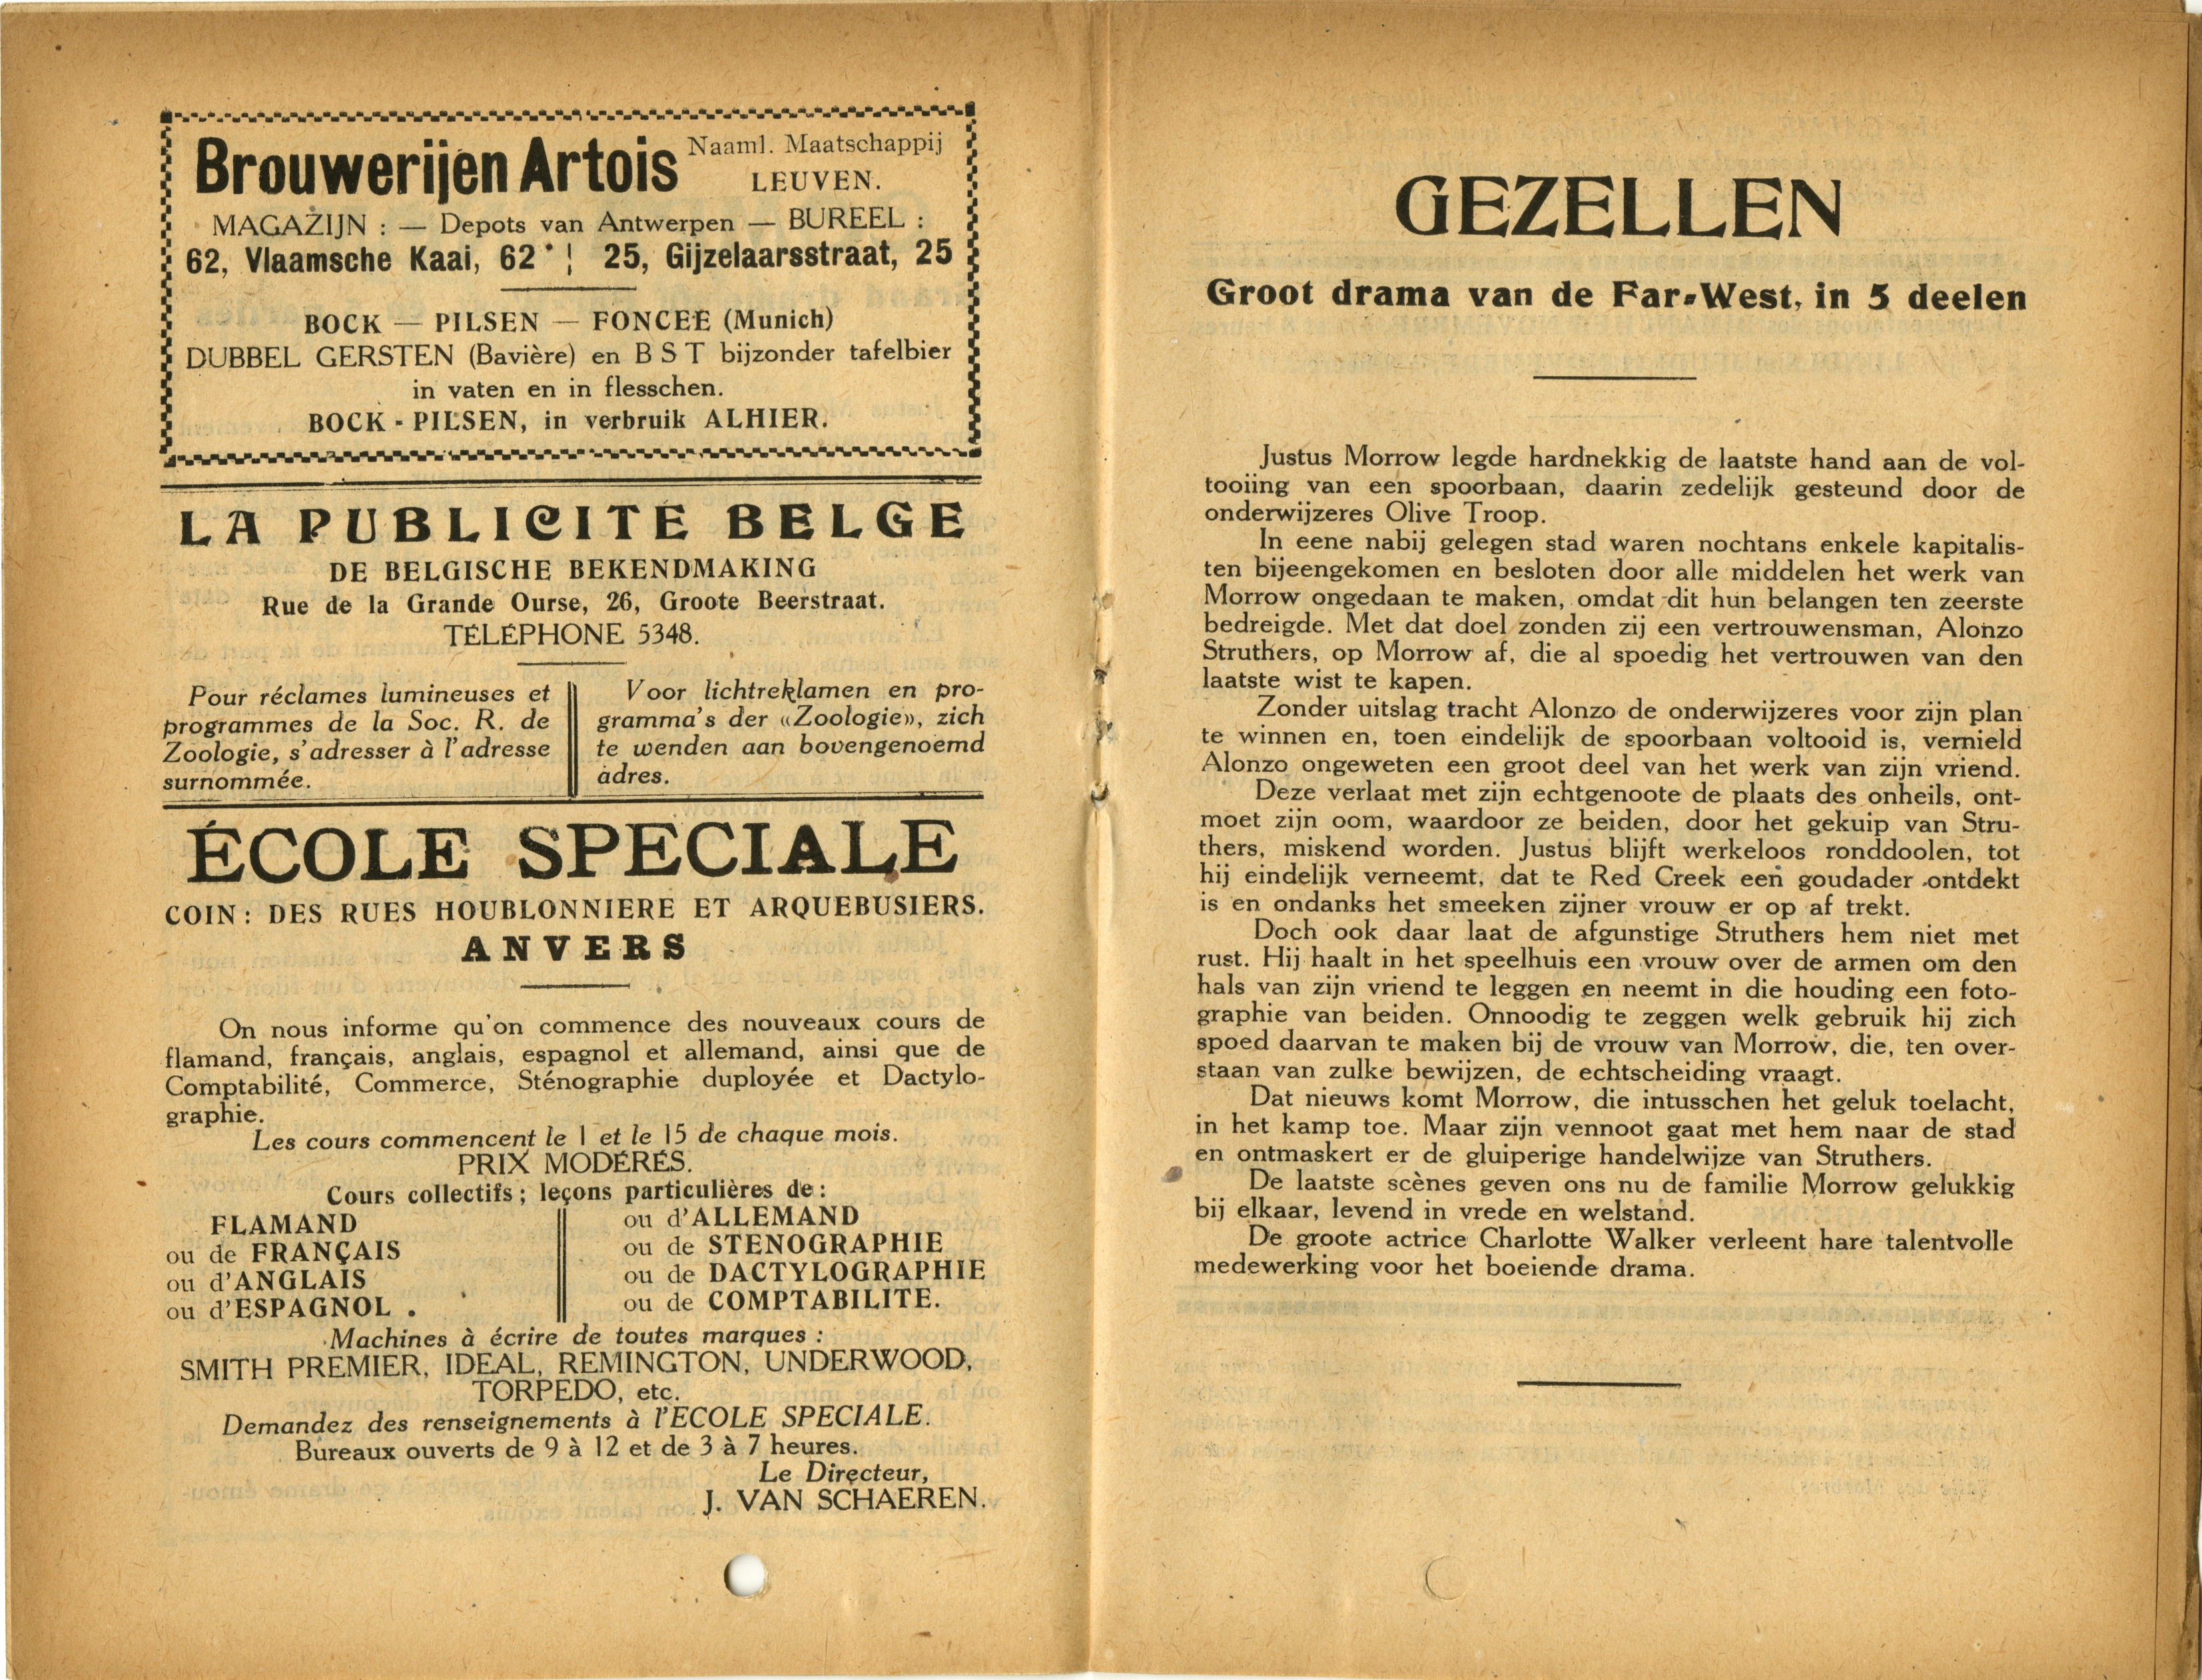 Brouwerijen Artois Naaml. Maatschappij
LEUVEN.
MAGAZIJN : — Depots van Antwerpen — BUREEL :
62, Vlaamsche Kaai, 62 ¦ 25, Gijzelaarsstraat, 25
BOCK — PILSEN — FONCEE (Munich)
DUBBEL GERSTEN (Bavière) en B S T bijzonder tafelbier
in vaten en in flesschen.
BOCK - PILSEN, in verbruik ALHIER.
LA PUBLICITÉ BELGE
DE BELGISCHE BEKENDMAKING
Rue de la Grande Ourse, 26, Groote Beerstraat.
TÉLÉPHONE 5348.
Pour réclames lumineuses et
programmes de la Soc. R. de
Zoologie, s'adresser à l'adresse
surnommée.
Voor lichtreklamen en pro-
gramma's der «Zoologie», zich
te wenden aan bovengenoemd
adres.
ÉCOLE SPECIALE
COIN : DES RUES HOUBLONNIERE ET ARQUEBUSIERS.
ANVERS
On nous informe qu'on commence des nouveaux cours de
flamand, français, anglais, espagnol et allemand, ainsi que de
Comptabilité, Commerce, Sténographie duployée et Dactylo-
graphie.
Les cours commencent le 1 et le 15 de chaque mois.
PRIX MODÉRÉS.
Cours collectifs ; leçons particulières de :
FLAMAND
ou de FRANÇAIS
ou d'ANGLAIS
ou d'ESPAGNOL .
ou d'ALLEMAND
ou de STENOGRAPHIE
ou de DACTYLOGRAPHIE
ou de COMPTABILITE.
Machines à écrire de toutes marques :
SMITH PREMIER, IDEAL, REMINGTON, UNDERWOOD,
TORPEDO, etc.
Demandez des renseignements à l'ECOLE SPECIALE.
Bureaux ouverts de 9 à 12 et de 3 à 7 heures.
Le Directeur,
J. VAN SCHAEREN.
GEZELLEN
Groot drama van de Far-West, in 5 deelen
Justus Morrow legde hardnekkig de laatste hand aan de vol-
tooiing van een spoorbaan, daarin zedelijk gesteund door de
onderwijzeres Olive Troop.
In eene nabij gelegen stad waren nochtans enkele kapitalis-
ten bijeengekomen en besloten door alle middelen het werk van
Morrow ongedaan te maken, omdat dit hun belangen ten zeerste
bedreigde. Met dat doel zonden zij een vertrouwensman, Alonzo
Struthers, op Morrow af, die al spoedig het vertrouwen van den
laatste wist te kapen.
Zonder uitslag tracht Alonzo de onderwijzeres voor zijn plan
te winnen en, toen eindelijk de spoorbaan voltooid is, vernield
Alonzo ongeweten een groot deel van het werk van zijn vriend.
Deze verlaat met zijn echtgenoote de plaats des onheils, ont-
moet zijn oom, waardoor ze beiden, door het gekuip van Stru-
thers, miskend worden. Justus blijft werkeloos ronddoolen, tot
hij eindelijk verneemt, dat te Red Creek een goudader ontdekt
is en ondanks het smeeken zijner vrouw er op af trekt.
Doch ook daar laat de afgunstige Struthers hem niet met
rust. Hij haalt in het speelhuis een vrouw over de armen om den
hals van zijn vriend te leggen en neemt in die houding een foto-
graphie van beiden. Onnoodig te zeggen welk gebruik hij zich
spoed daarvan te maken bij de vrouw van Morrow, die, ten over-
staan van zulke bewijzen, de echtscheiding vraagt.
Dat nieuws komt Morrow, die intusschen het geluk toelacht,
in het kamp toe. Maar zijn vennoot gaat met hem naar de stad
en ontmaskert er de gluiperige handelwijze van Struthers.
De laatste scènes geven ons nu de familie Morrow gelukkig
bij elkaar, levend in vrede en welstand.
De groote actrice Charlotte Walker verleent hare talentvolle
medewerking voor het boeiende drama.